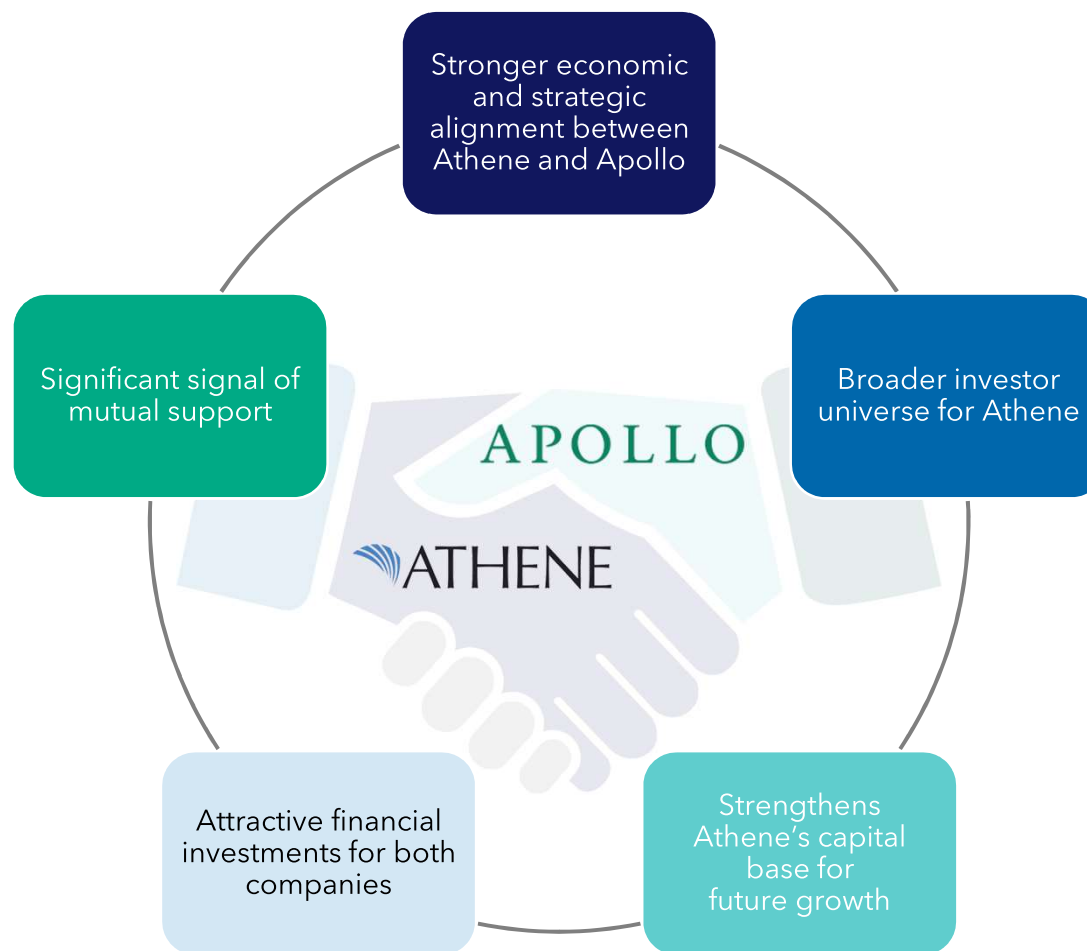 Stronger economic
and strategic
alignment between
Athene and Apollo
Significant signal of
mutual support
Broader investor
universe for Athene
APOLLO
ATHENE
Attractive financial
investments for both
companies
Strengthens
Athene’s capital
base for
future growth